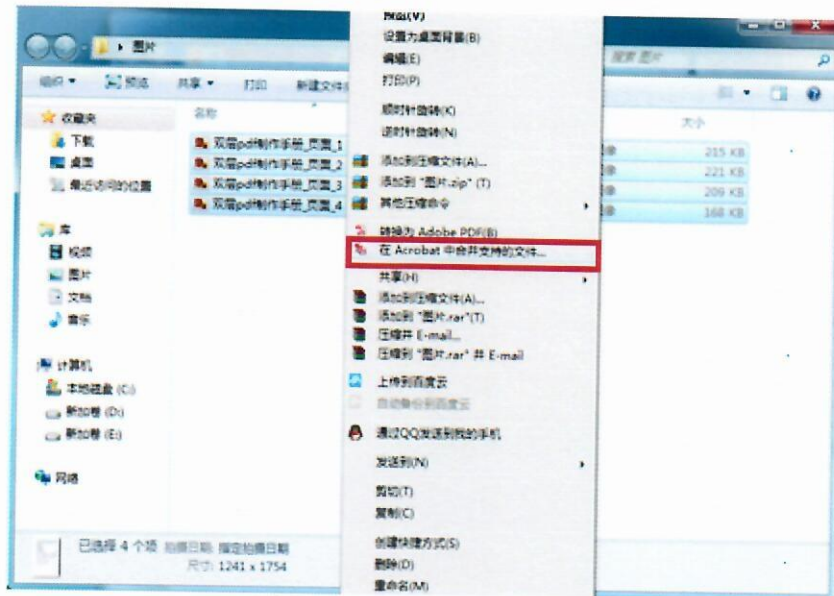 预览(V)
图片
搜索 图片
设置为桌面背景(B)
编辑(E)
打印(P)
组织
预览
共享
打印
新建文件
顺时针旋转(K)
逆时针旋转(N)
收藏夹
下载
桌面
最近访问的位置
库
视频
图片
文档
音乐
计算机
本地磁盘 (C:)
新加卷 (D:)
新加卷 (E:)
网络
名称
大小
双层pdf制作手册_页面_1
双层pdf制作手册_页面_2
双层pdf制作手册_页面_3
双层pdf制作手册_页面_4
215 KB
221 KB
209 KB
168 KB
添加到压缩文件(A)...
添加到 "图片.zip" (T)
其他压缩命令
转换为 Adobe PDF(B)
在 Acrobat 中合并支持的文件...
共享(H)
添加到压缩文件(A)...
添加到 "图片.rar"(T)
压缩并 E-mail...
压缩到 "图片.rar" 并 E-mail
上传到百度云
自动备份到百度云
通过QQ发送到我的手机
发送到(N)
剪切(T)
复制(C)
创建快捷方式(S)
删除(D)
重命名(M)
已选择 4 个项
拍摄日期: 指定拍摄日期
尺寸: 1241 x 1754